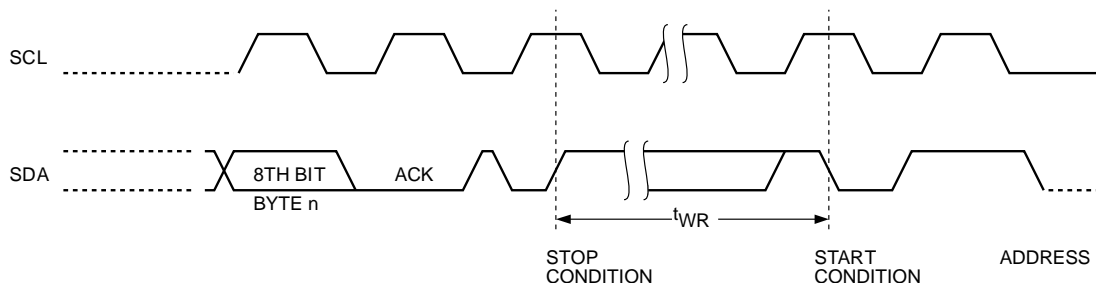 SCL
SDA
8TH BIT
ACK
BYTE n
tWR
STOP
CONDITION
START
CONDITION
ADDRESS